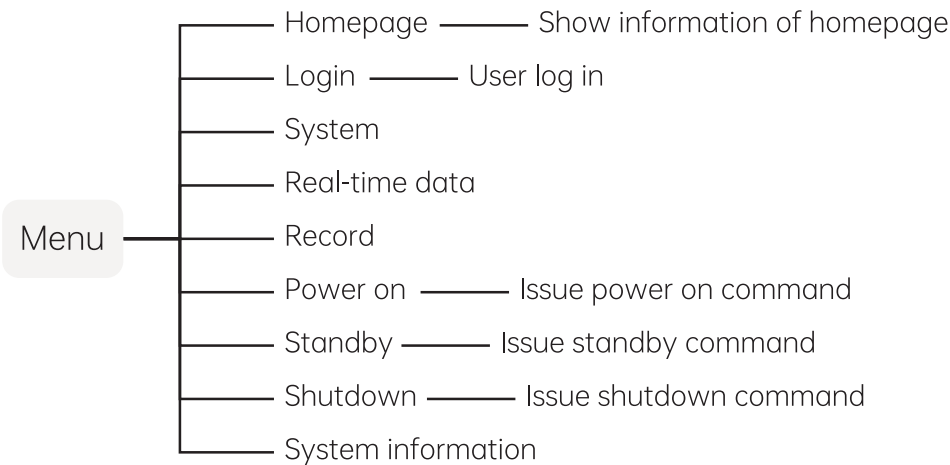 Homepage Show information of homepage
Login User log in
System
Real-time data
Menu
Record
Power on Issue power on command
Standby Issue standby command
Shutdown Issue shutdown command
System information